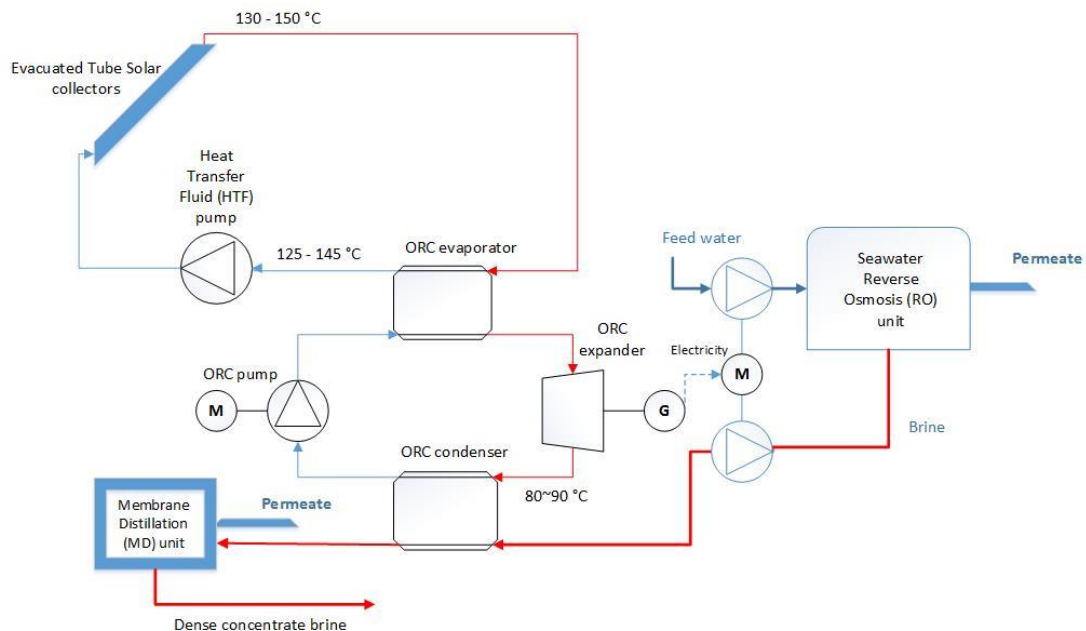 130 - 150 °C
Evacuated Tube Solar
collectors
Heat
Transfer
Fluid (HTF)
pump
125 - 145 °C
ORC evaporator
Feed water
Seawater
Reverse
Osmosis (RO)
unit
Permeate
ORC
expander
Electricity
M
ORC pump
M
G
Brine
ORC condenser
80~90 °C
Membrane
Distillation
(MD) unit
Permeate
Dense concentrate brine